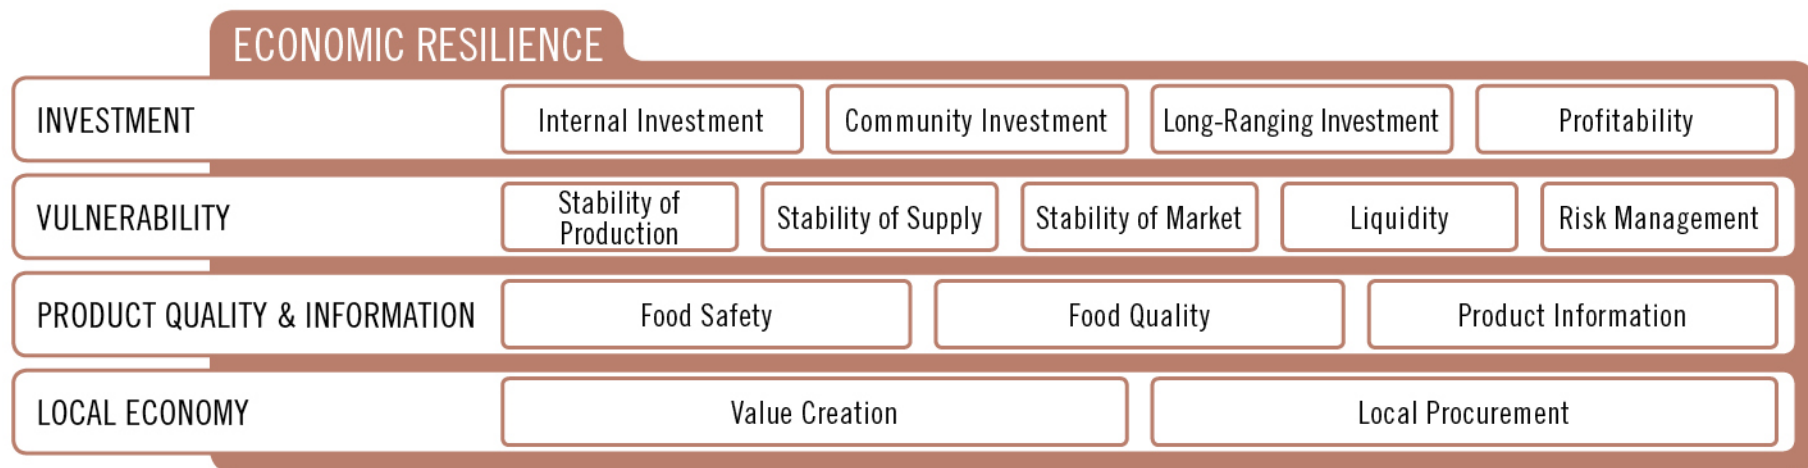 ECONOMIC RESILIENCE
INVESTMENT
Internal Investment
Community Investment
Long-Ranging Investment
Profitability
VULNERABILITY
Stability of
Production
Stability of Supply
Stability of Market
Liquidity
Risk Management
PRODUCT QUALITY & INFORMATION
Food Safety
Food Quality
Product Information
LOCAL ECONOMY
Value Creation
Local Procurement